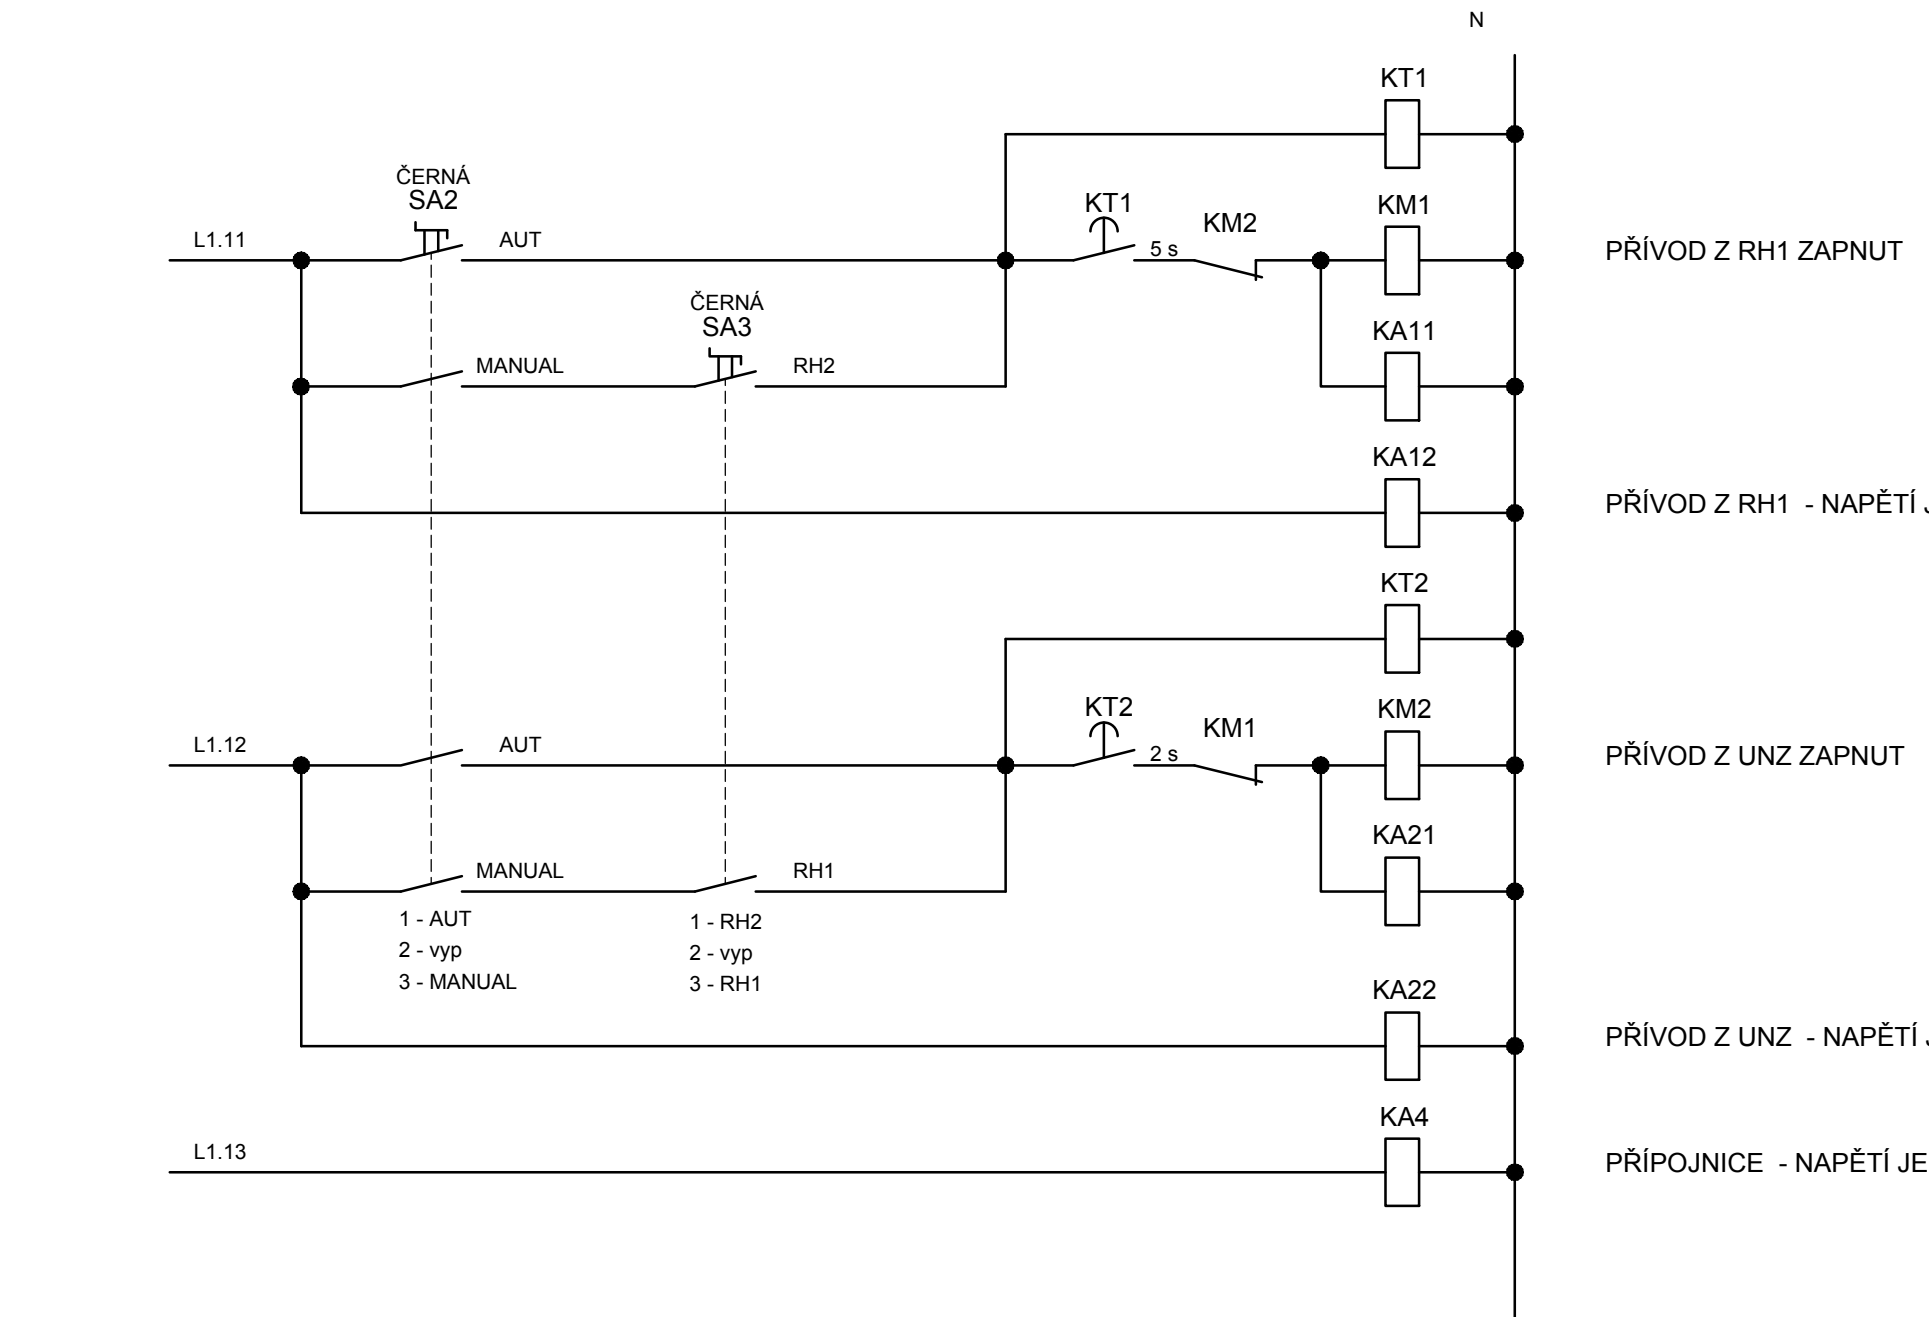 N
KT1
ČERNÁ
SA2
L1.11
AUT
KT1
5 s
KM2
KM1
PŘÍVOD Z RH1 ZAPNUT
ČERNÁ
SA3
MANUAL
RH2
KA11
KA12
PŘÍVOD Z RH1 - NAPĚTÍ J
KT2
L1.12
AUT
KT2
2 s
KM1
KM2
PŘÍVOD Z UNZ ZAPNUT
MANUAL
RH1
KA21
1 - AUT
2 - vyp
3 - MANUAL
1 - RH2
2 - vyp
3 - RH1
KA22
PŘÍVOD Z UNZ - NAPĚTÍ J
L1.13
KA4
PŘÍPOJNICE - NAPĚTÍ JE